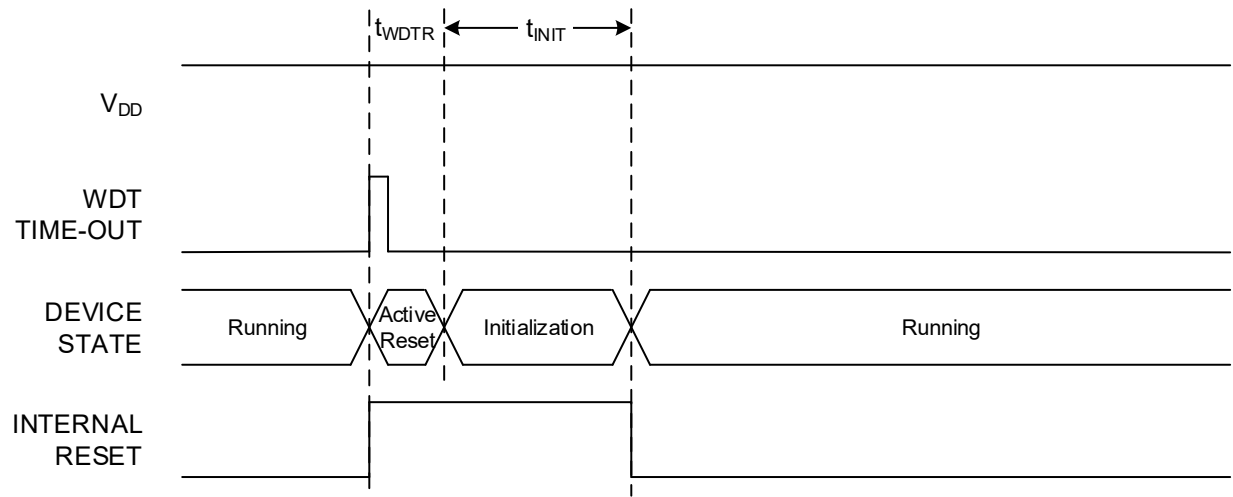 tWDTR
tINIT
VDD
WDT
TIME-OUT
DEVICE
STATE
Running
Active
Reset
Initialization
Running
INTERNAL
RESET